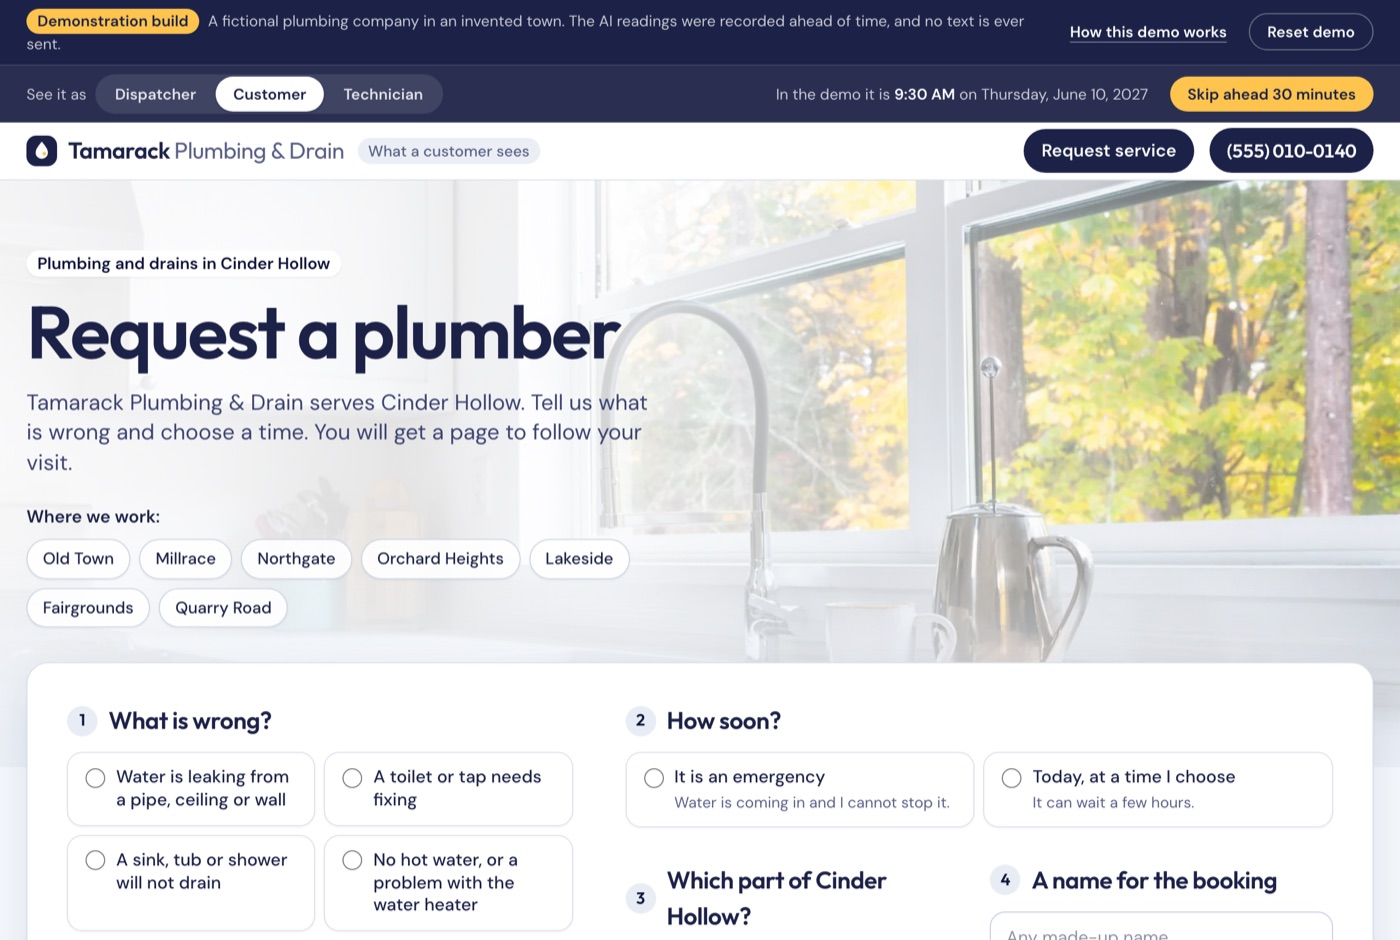 Demonstration build A fictional plumbing company in an invented town. The AI readings were recorded ahead of time, and no text is ever
sent.
How this demo works
Reset demo
See it as Dispatcher Customer Technician
In the demo it is 9:30 AM on Thursday, June 10, 2027
Skip ahead 30 minutes
Tamarack Plumbing & Drain What a customer sees
Request service
(555) 010-0140
Plumbing and drains in Cinder Hollow
Request a plumber
Tamarack Plumbing & Drain serves Cinder Hollow. Tell us what
is wrong and choose a time. You will get a page to follow your
visit.
Where we work:
Old Town Millrace Northgate Orchard Heights Lakeside
Fairgrounds Quarry Road
1 What is wrong?
Water is leaking from
a pipe, ceiling or wall
A toilet or tap needs
fixing
A sink, tub or shower
will not drain
No hot water, or a
problem with the
water heater
2 How soon?
It is an emergency
Water is coming in and I cannot stop it.
Today, at a time I choose
It can wait a few hours.
3 Which part of Cinder
Hollow?
4 A name for the booking
Any made-up name